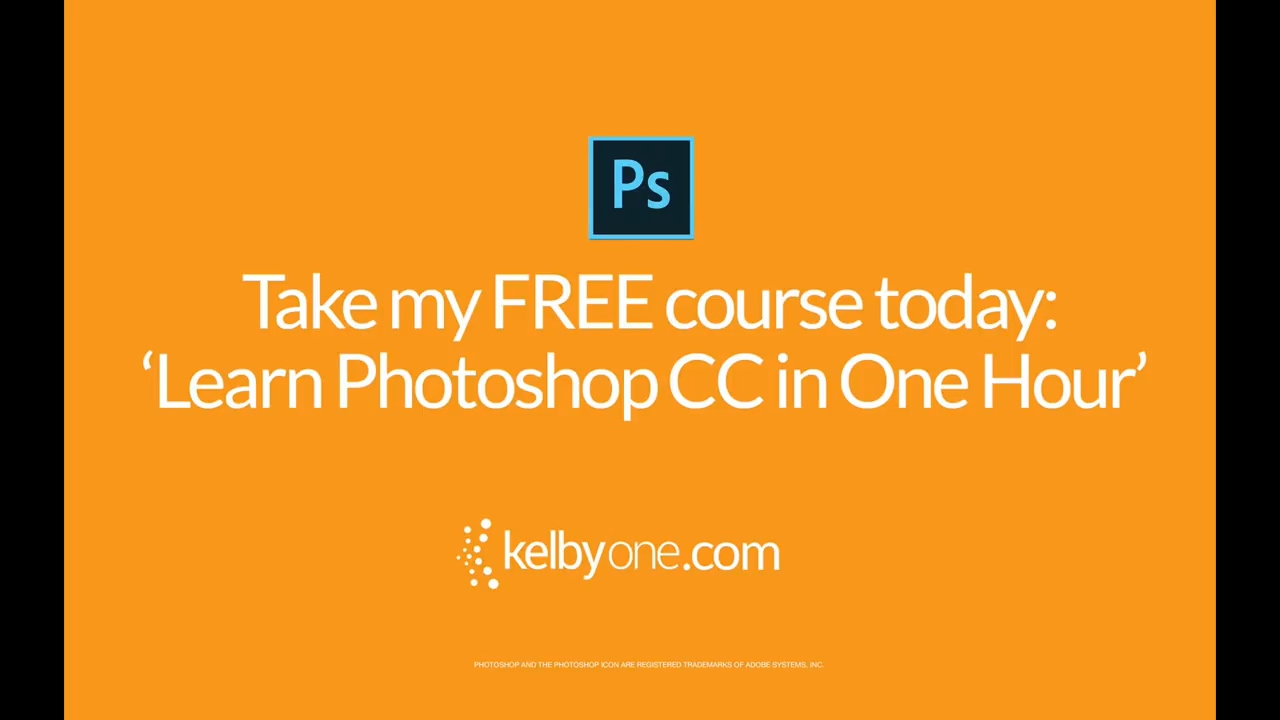 Ps
Take my FREE course today:
‘Learn Photoshop CC in One Hour’
kelbyone.com
PHOTOSHOP AND THE PHOTOSHOP ICON ARE REGISTERED TRADEMARKS OF ADOBE SYSTEMS, INC.